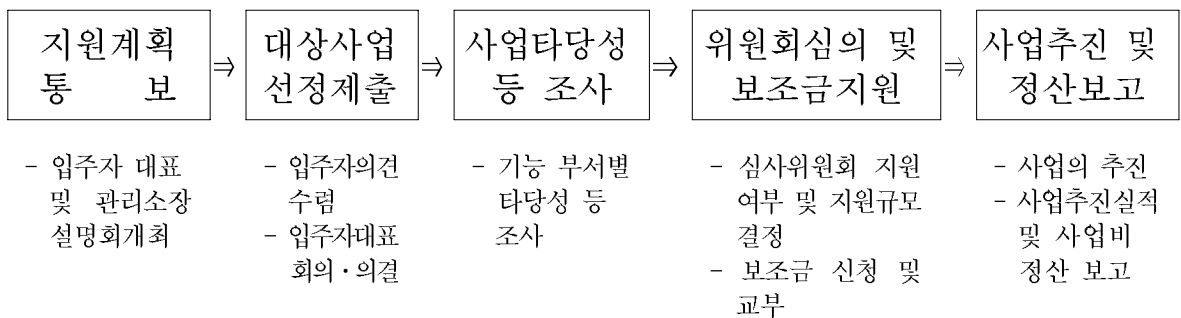 지원계획
통 보
⇒
대상사업
선정제출
⇒
사업타당성
등 조사
⇒
위원회심의 및
보조금지원
⇒
사업추진 및
정산보고
- 입주자 대표
및 관리소장
설명회개최
- 입주자의견
수렴
- 입주자대표
회의·의결
- 기능 부서별
타당성 등
조사
- 심사위원회 지원
여부 및 지원규모
결정
- 보조금 신청 및
교부
- 사업의 추진
- 사업추진실적
및 사업비
정산 보고